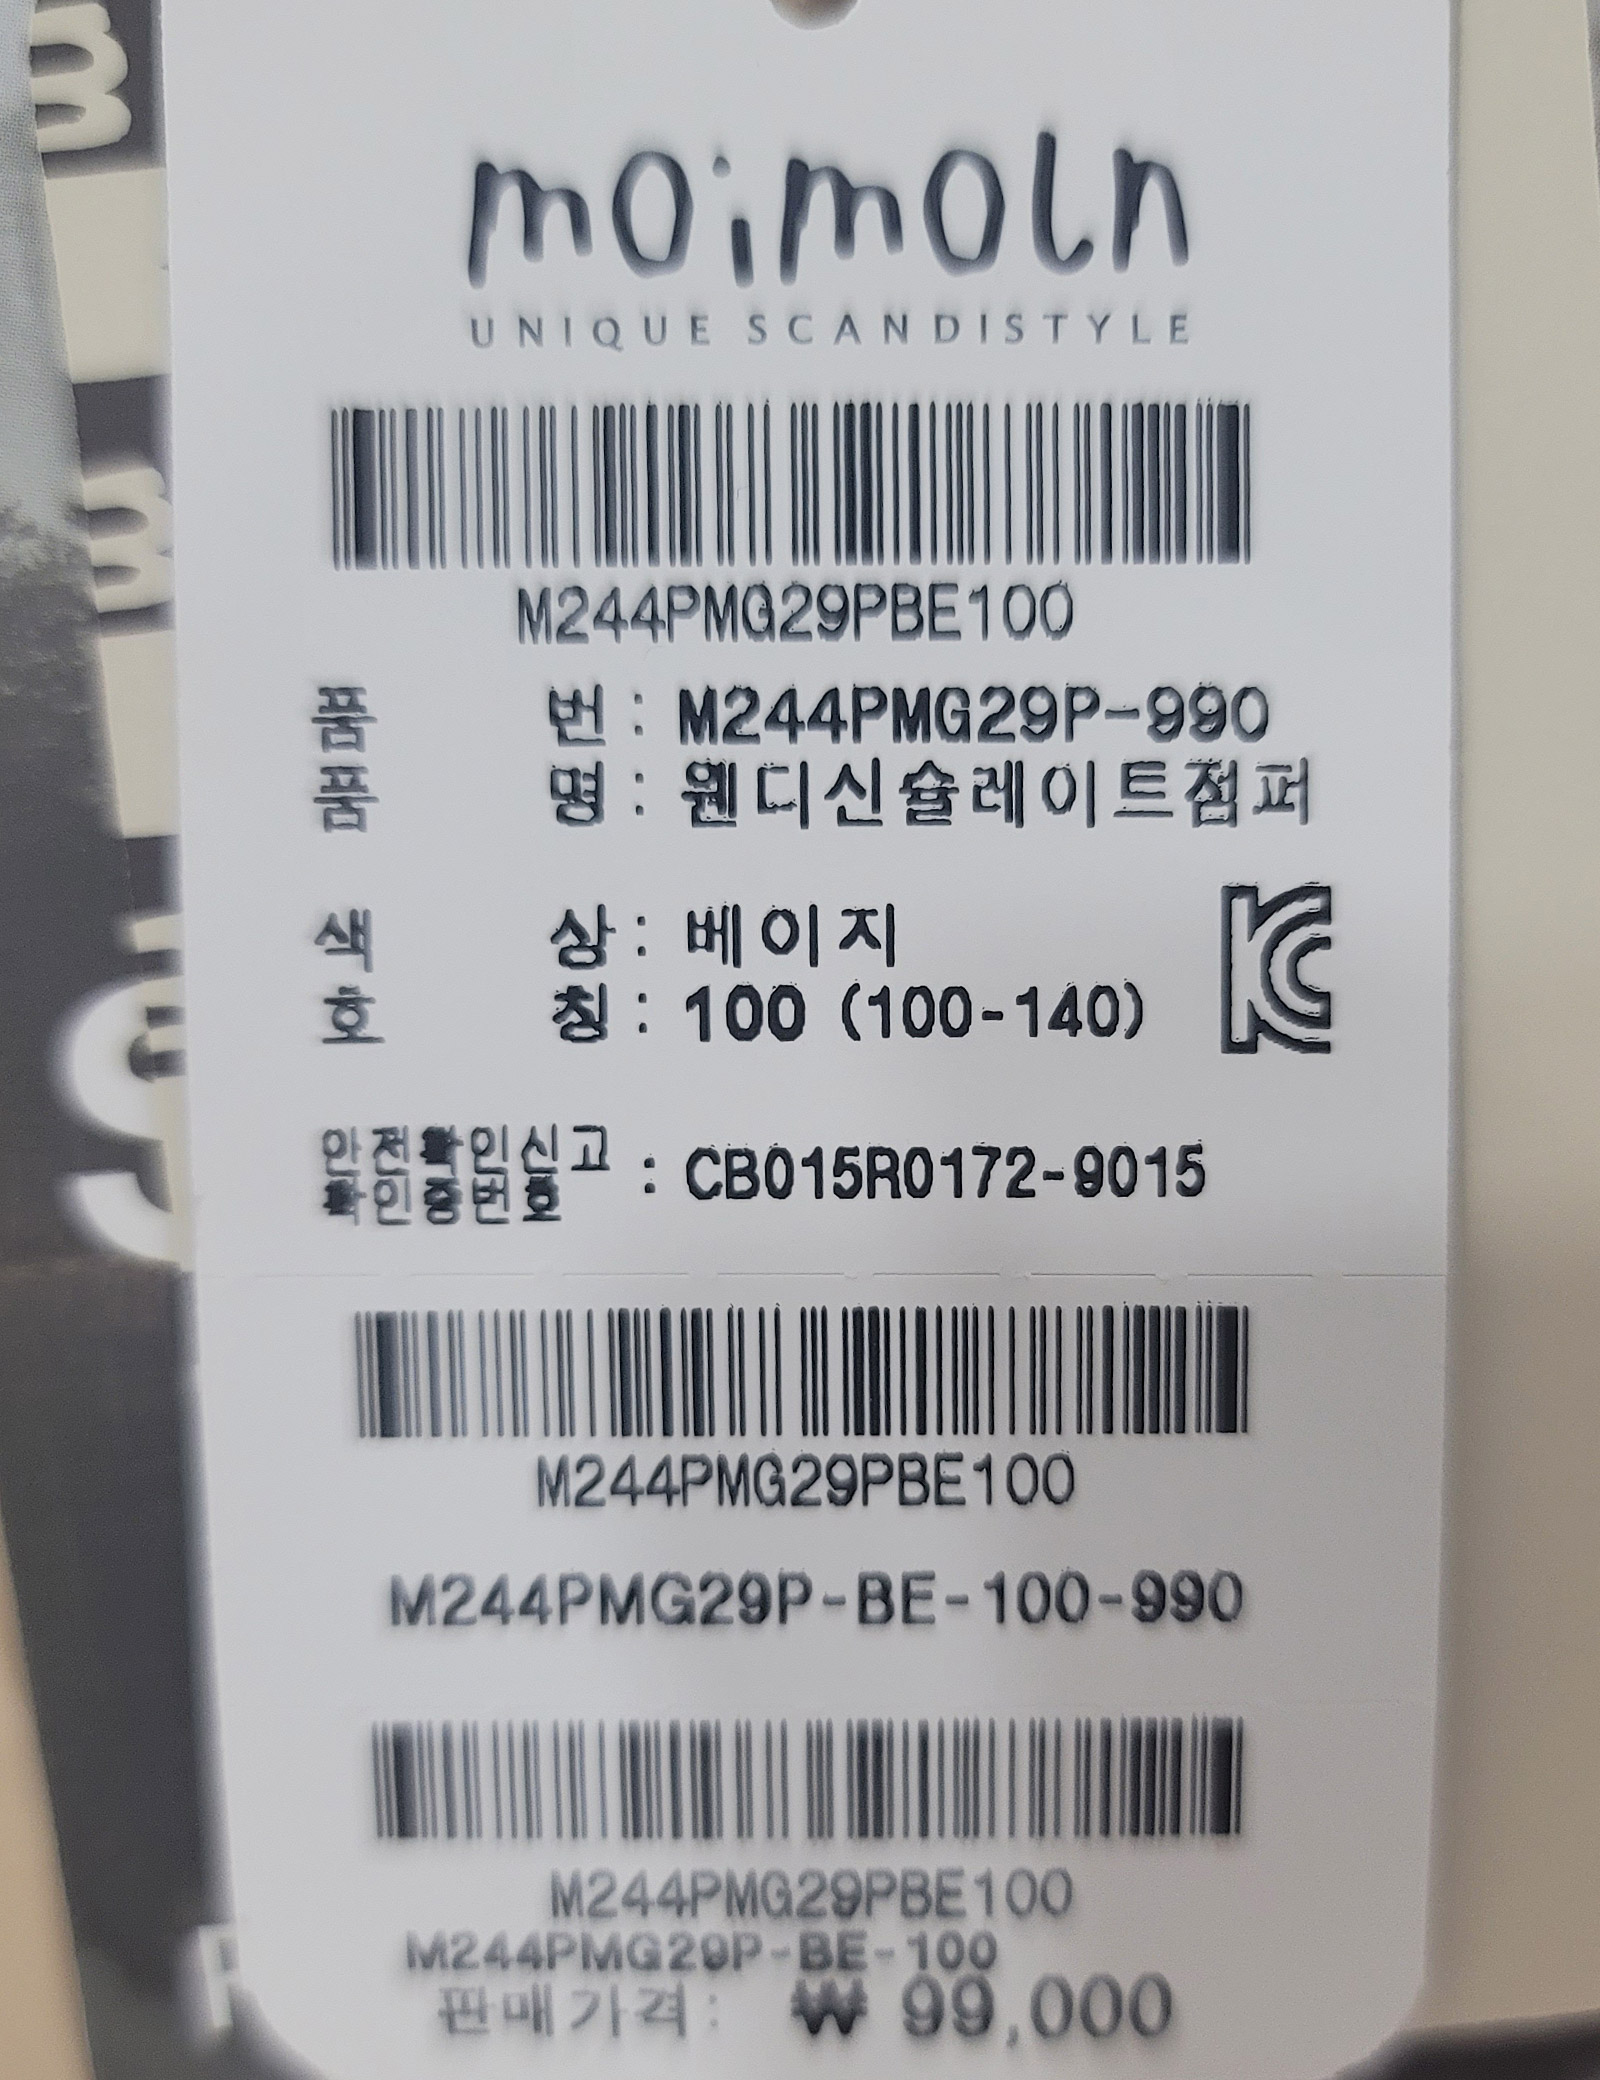 moimoln
UNIQUE SCANDISTYLE
M244PMG29PBE100
품 번 : M244PMG29P-990
품 명 : 웬디신슐레이트점퍼
색 상 : 베이지
호 칭 : 100 (100-140)
KC
안전확인신고
확인증번호 : CB015R0172-9015
M244PMG29PBE100
M244PMG29P-BE-100-990
M244PMG29PBE100
M244PMG29P-BE-100
판매가격 : ₩ 99,000